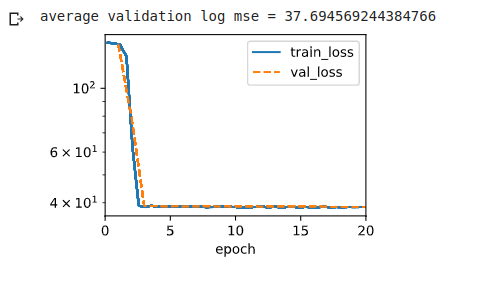 average validation log mse = 37.694569244384766
train_loss
val_loss
10²
6 × 10¹
4 × 10¹
0 5 10 15 20
epoch